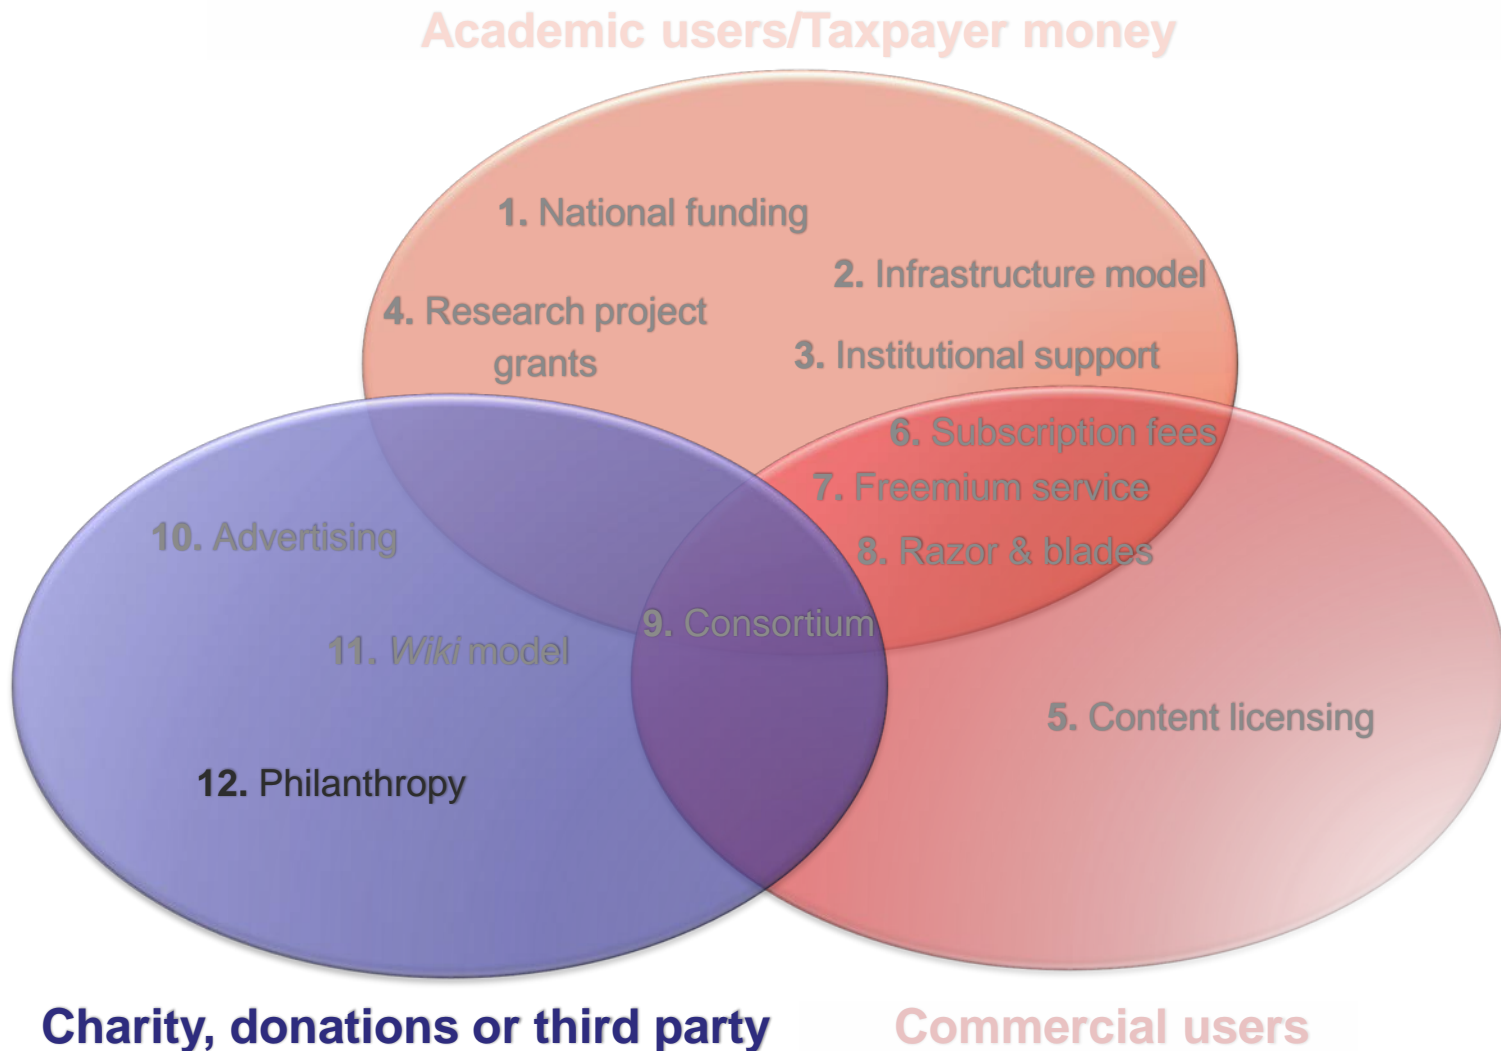 Academic users/Taxpayer money
1. National funding
2. Infrastructure model
4. Research project
grants
3. Institutional support
6. Subscription fees
7. Freemium service
10. Advertising
8. Razor & blades
9. Consortium
11. Wiki model
5. Content licensing
12. Philanthropy
Charity, donations or third party
Commercial users